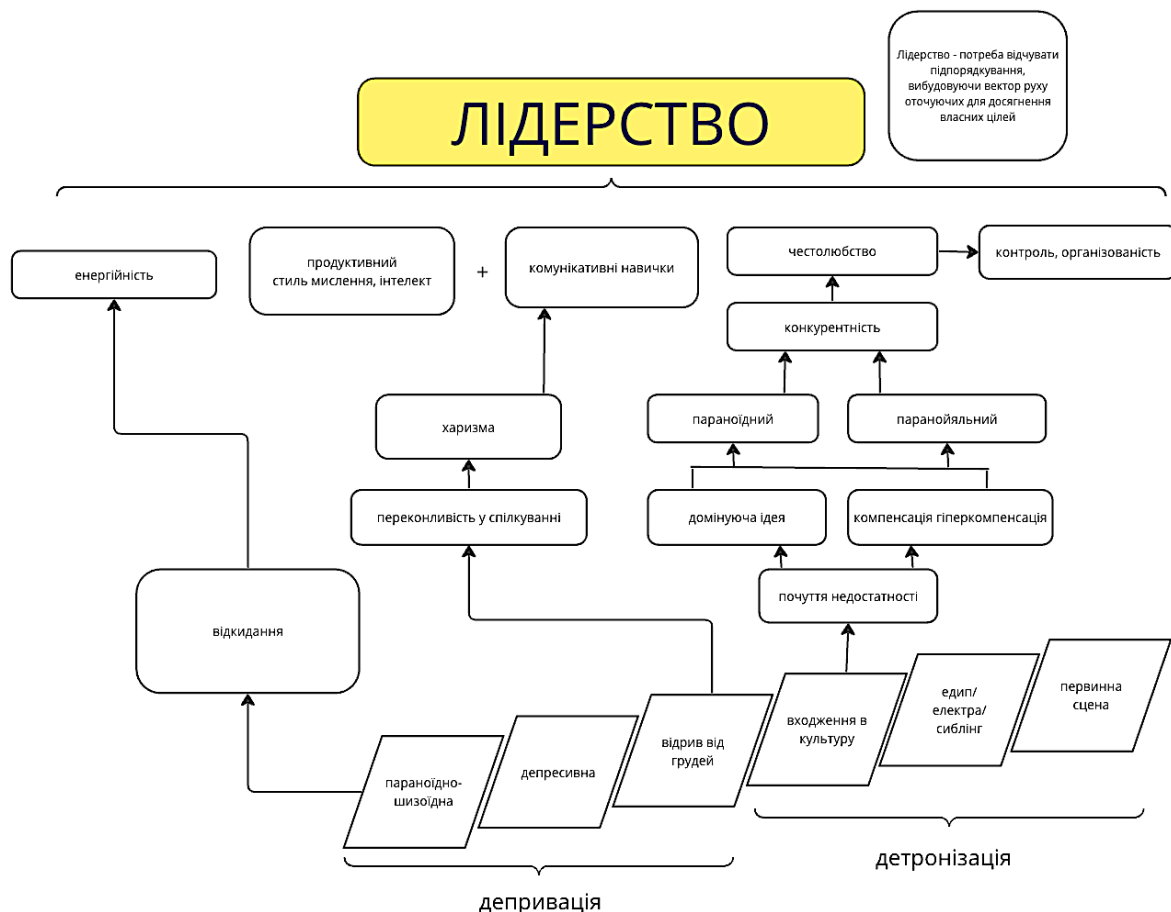 Лідерство - потреба відчувати
підпорядкування,
вибудовуючи вектор руху
оточуючих для досягнення
власних цілей
ЛІДЕРСТВО
енергійність
продуктивний
стиль мислення, інтелект
+
комунікативні навички
честолюбство
контроль, організованість
конкурентність
харизма
параноїдний
паранойяльний
переконливість у спілкуванні
домінуюча ідея
компенсація гіперкомпенсація
почуття недостатності
відкидання
параноїдно-
шизоїдна
депресивна
відрив від
грудей
входження в
культуру
едип/
електра/
сиблінг
первинна
сцена
детронізація
депривація